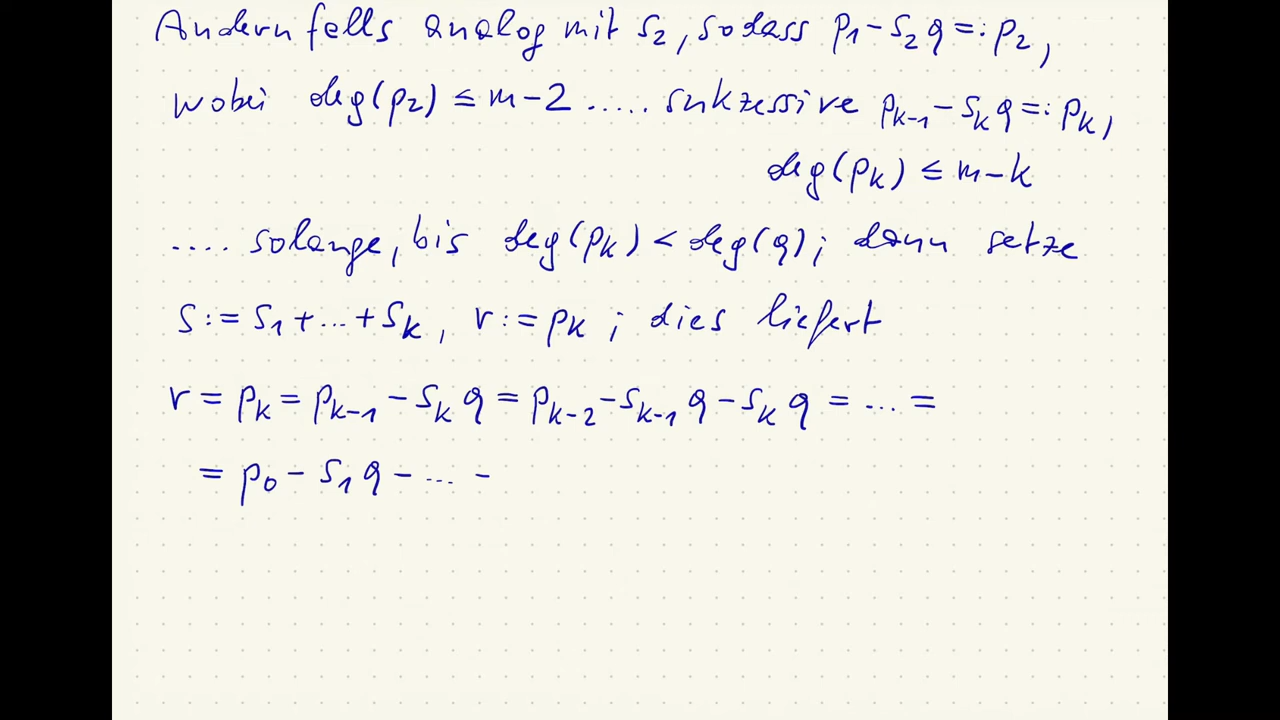 Andernfalls analog mit s₂, sodass p₁ - s₂ q =: p₂,
wobei deg(p₂) ≤ m-2 ..... sukzessive p_{k-1} - s_k q =: p_k,
deg(p_k) ≤ m-k
.... solange, bis deg(p_k) < deg(q); dann setze
s := s₁ + ... + s_k, r := p_k ; dies liefert
r = p_k = p_{k-1} - s_k q = p_{k-2} - s_{k-1} q - s_k q = ... =
= p₀ - s₁ q - ... -